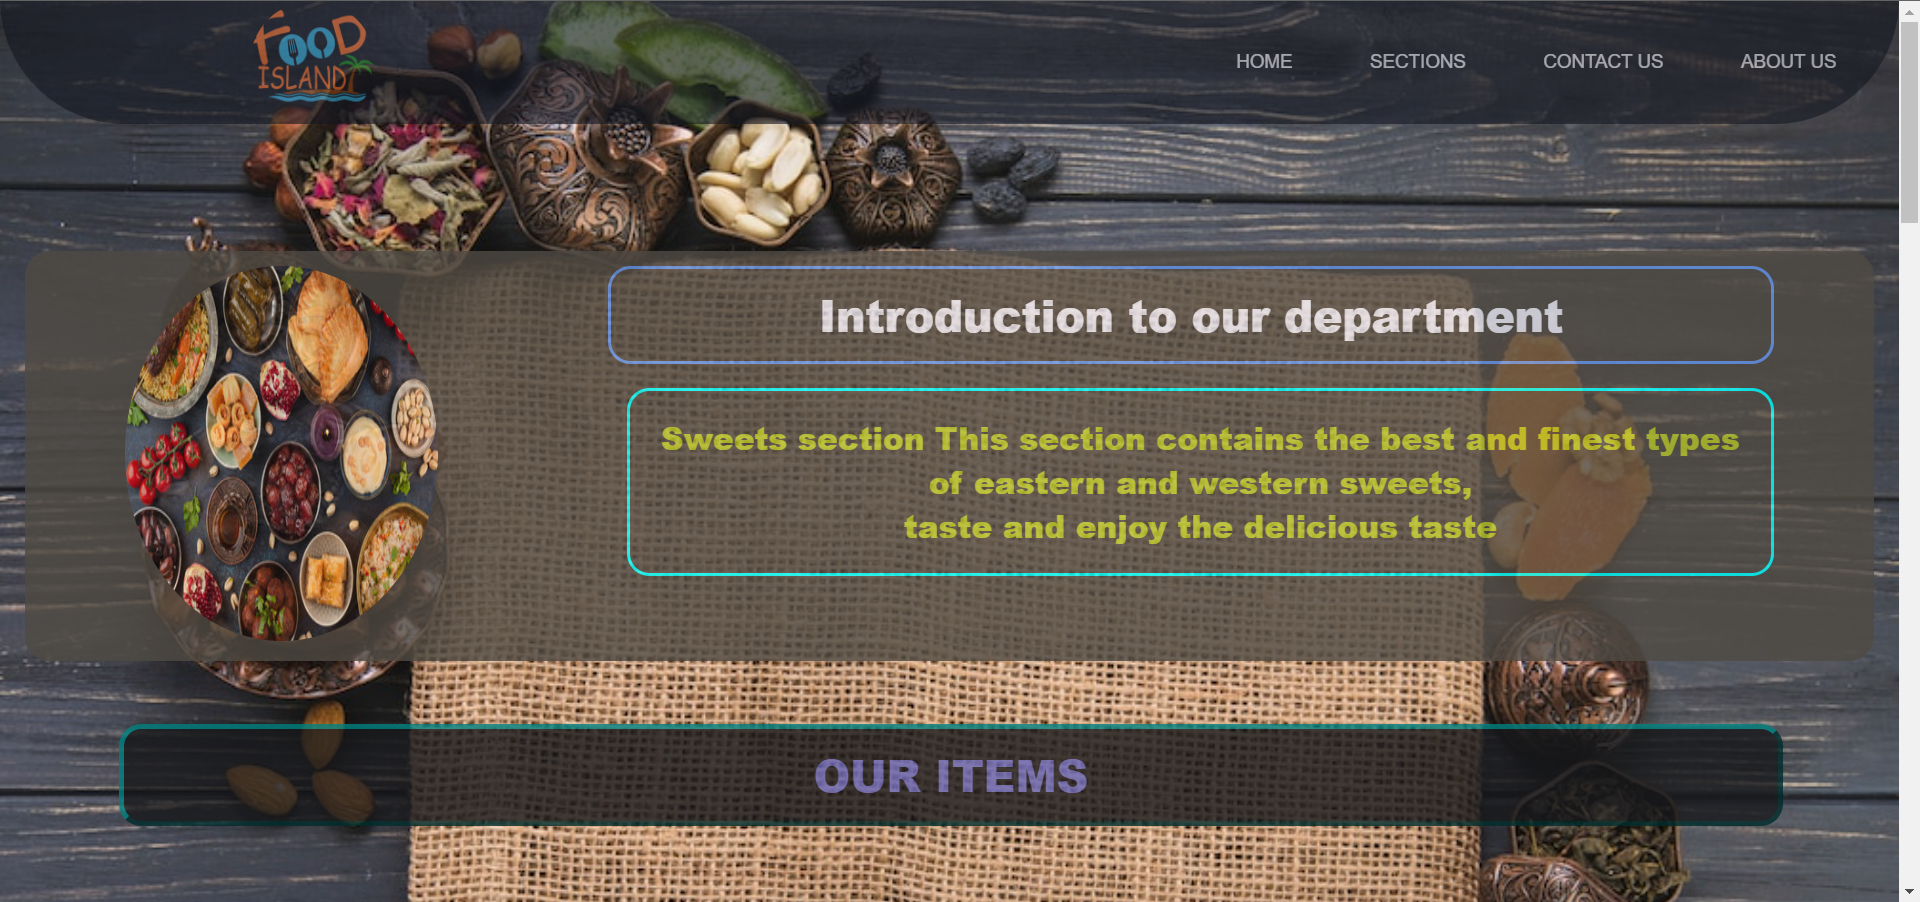 FOOD
ISLAND
HOME SECTIONS CONTACT US ABOUT US
Introduction to our department
Sweets section This section contains the best and finest types
of eastern and western sweets,
taste and enjoy the delicious taste
OUR ITEMS